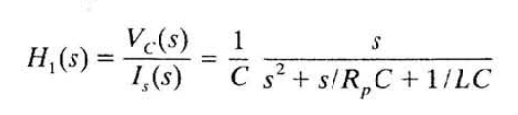 H₁(s) = V_C(s) / I_s(s) = 1/C s / (s² + s/R_pC + 1/LC)